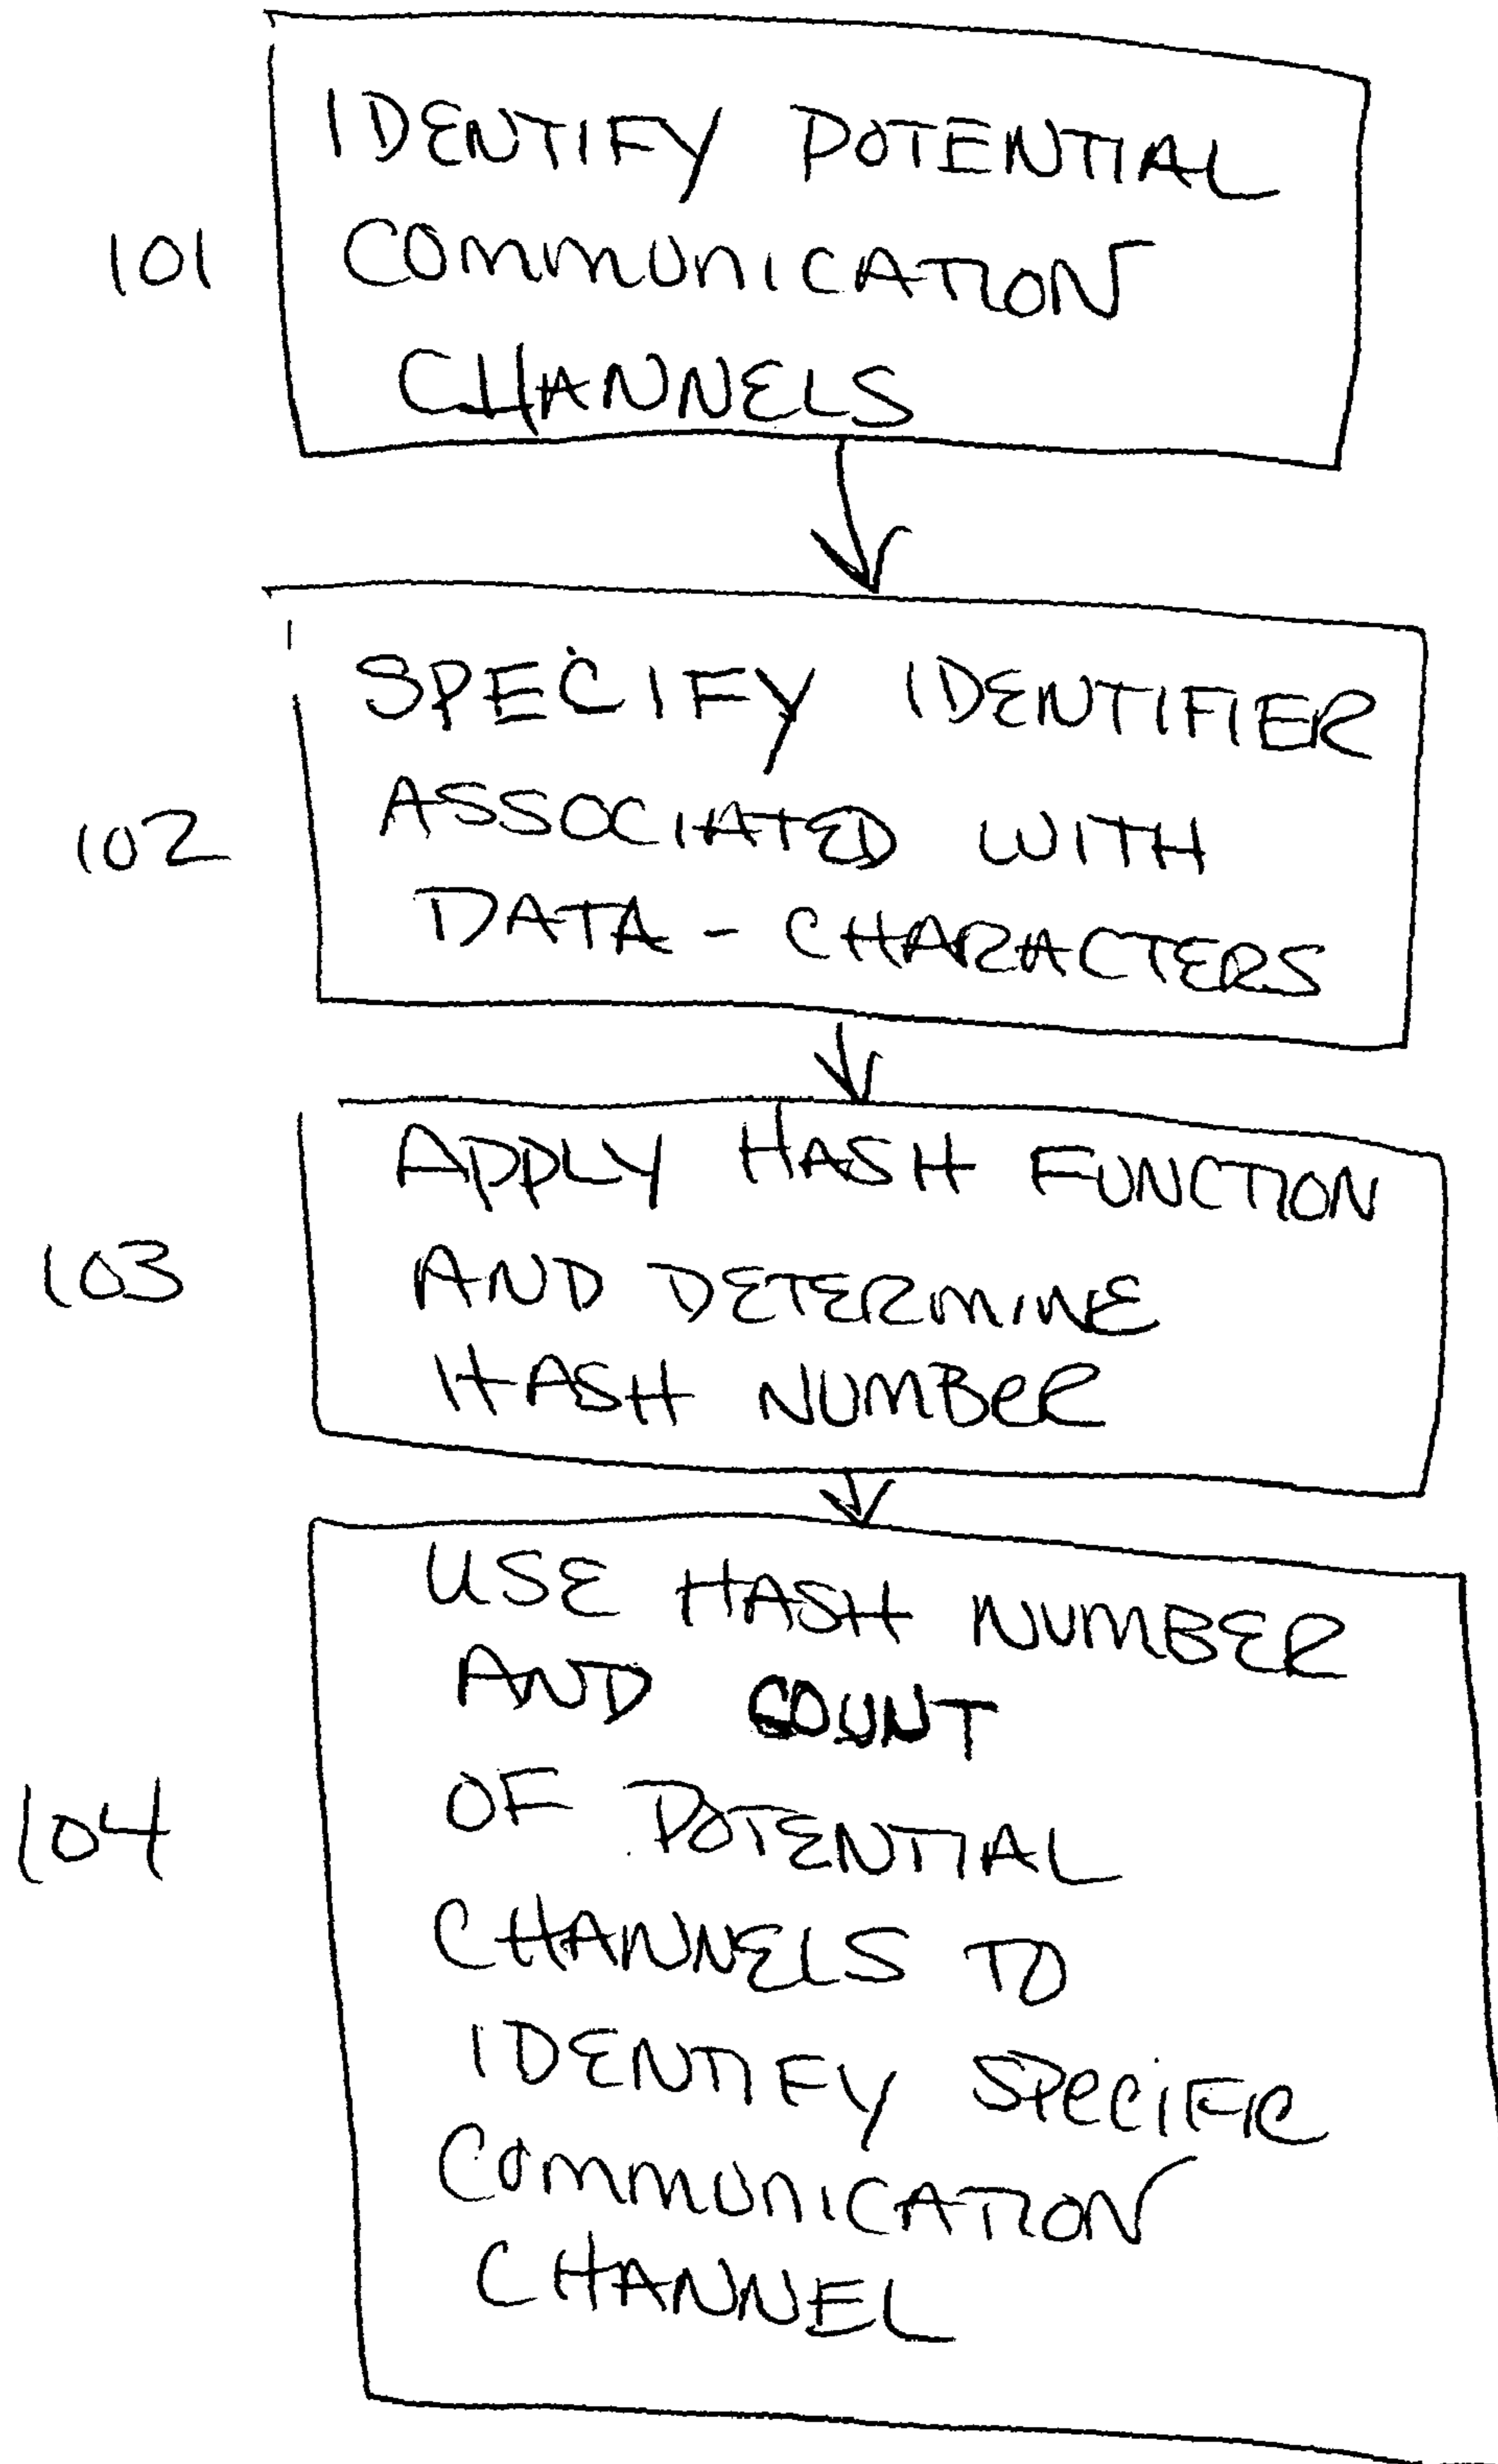 IDENTIFY POTENTIAL
101
COMMUNICATION
CHANNELS
SPECIFY IDENTIFIER
102
ASSOCIATED WITH
DATA - CHARACTERS
APPLY HASH FUNCTION
103
AND DETERMINE
HASH NUMBER
USE HASH NUMBER
AND COUNT
104
OF POTENTIAL
CHANNELS TO
IDENTIFY SPECIFIC
COMMUNICATION
CHANNEL